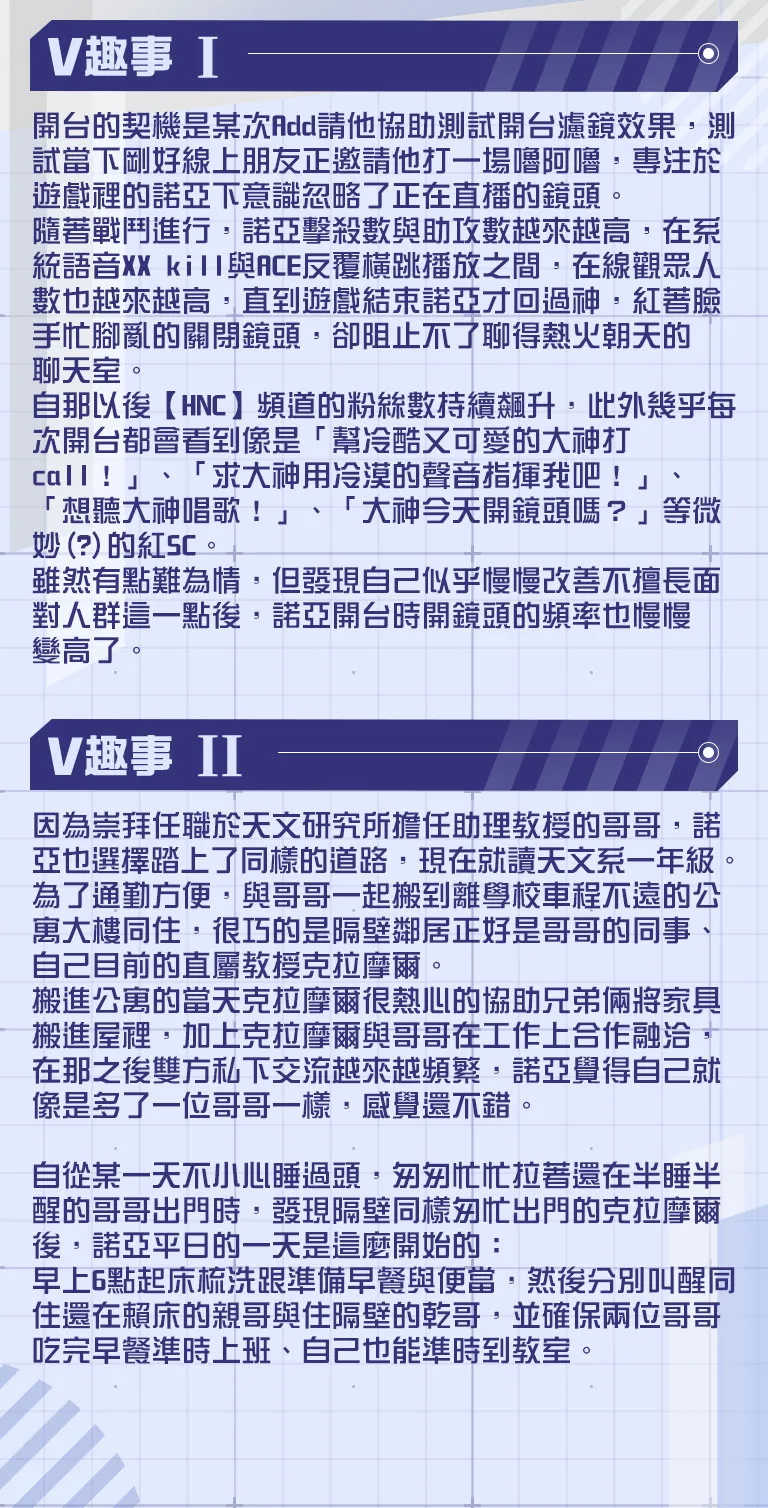 V趣事 I
開台的契機是某次Add請他協助測試開台濾鏡效果，測
試當下剛好線上朋友正邀請他打一場嚕阿嚕，專注於
遊戲裡的諾亞下意識忽略了正在直播的鏡頭。
隨著戰鬥進行，諾亞擊殺數與助攻數越來越高，在系
統語音XX kill與ACE反覆橫跳播放之間，在線觀眾人
數也越來越高，直到遊戲結束諾亞才回過神，紅著臉
手忙腳亂的關閉鏡頭，卻阻止不了聊得熱火朝天的
聊天室。
自那以後【HNC】頻道的粉絲數持續飆升，此外幾乎每
次開台都會看到像是「幫冷酷又可愛的大神打
call！」、「求大神用冷漠的聲音指揮我吧！」、
「想聽大神唱歌！」、「大神今天開鏡頭嗎？」等微
妙(?)的紅SC。
雖然有點難為情，但發現自己似乎慢慢改善不擅長面
對人群這一點後，諾亞開台時開鏡頭的頻率也慢慢
變高了。
V趣事 II
因為崇拜任職於天文研究所擔任助理教授的哥哥，諾
亞也選擇踏上了同樣的道路，現在就讀天文系一年級。
為了通勤方便，與哥哥一起搬到離學校車程不遠的公
寓大樓同住，很巧的是隔壁鄰居正好是哥哥的同事、
自己目前的直屬教授克拉摩爾。
搬進公寓的當天克拉摩爾很熱心的協助兄弟倆將家具
搬進屋裡，加上克拉摩爾與哥哥在工作上合作融洽，
在那之後雙方私下交流越來越頻繁，諾亞覺得自己就
像是多了一位哥哥一樣，感覺還不錯。
自從某一天不小心睡過頭，匆匆忙忙拉著還在半睡半
醒的哥哥出門時，發現隔壁同樣匆忙出門的克拉摩爾
後，諾亞平日的一天是這麼開始的：
早上6點起床梳洗跟準備早餐與便當，然後分別叫醒同
住還在賴床的親哥與住隔壁的乾哥，並確保兩位哥哥
吃完早餐準時上班、自己也能準時到教室。